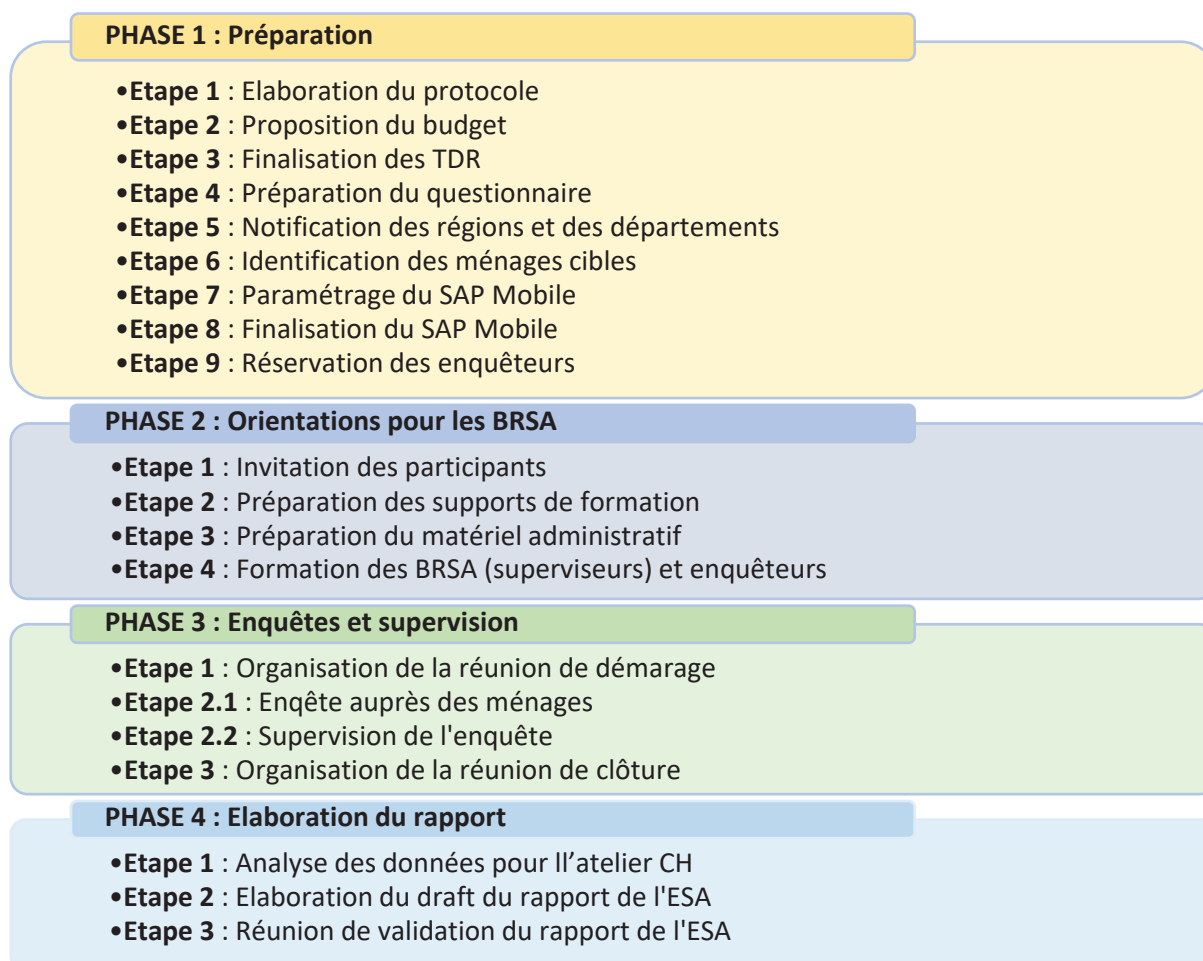 PHASE 1 : Préparation
•Etape 1 : Elaboration du protocole
•Etape 2 : Proposition du budget
•Etape 3 : Finalisation des TDR
•Etape 4 : Préparation du questionnaire
•Etape 5 : Notification des régions et des départements
•Etape 6 : Identification des ménages cibles
•Etape 7 : Paramétrage du SAP Mobile
•Etape 8 : Finalisation du SAP Mobile
•Etape 9 : Réservation des enquêteurs
PHASE 2 : Orientations pour les BRSA
•Etape 1 : Invitation des participants
•Etape 2 : Préparation des supports de formation
•Etape 3 : Préparation du matériel administratif
•Etape 4 : Formation des BRSA (superviseurs) et enquêteurs
PHASE 3 : Enquêtes et supervision
•Etape 1 : Organisation de la réunion de démarage
•Etape 2.1 : Enqête auprès des ménages
•Etape 2.2 : Supervision de l'enquête
•Etape 3 : Organisation de la réunion de clôture
PHASE 4 : Elaboration du rapport
•Etape 1 : Analyse des données pour ll’atelier CH
•Etape 2 : Elaboration du draft du rapport de l'ESA
•Etape 3 : Réunion de validation du rapport de l'ESA